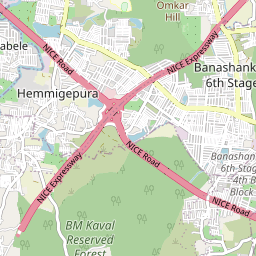 Omkar
Hill
abele
NICE Road
NICE Expressway
Banashank
6th Stage
Hemmigepura
NICE Expressway
NICE Road
Banashan
6th Stag
4th B
Block
NICE Road
BM Kaval
Reserved
Forest